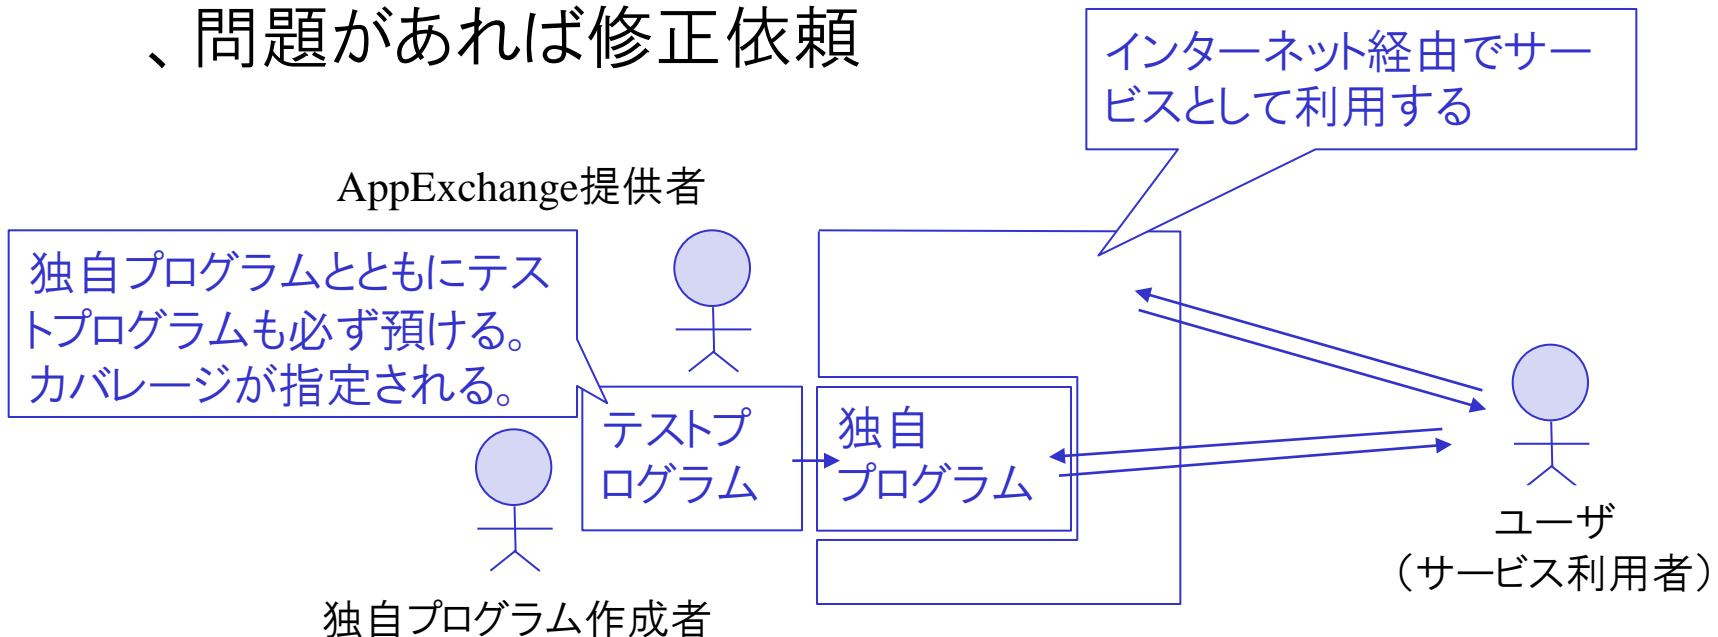 、問題があれば修正依頼
インターネット経由でサー
ビスとして利用する
AppExchange提供者
独自プログラムとともにテス
トプログラムも必ず預ける。
カバレージが指定される。
テストプ
ログラム
独自
プログラム
ユーザ
（サービス利用者）
独自プログラム作成者